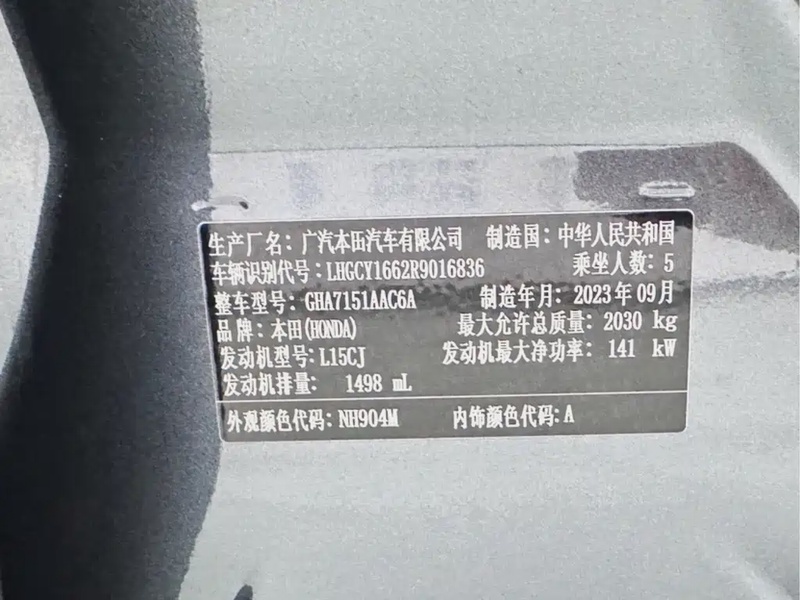 生产厂名: 广汽本田汽车有限公司 制造国: 中华人民共和国
车辆识别代号: LHGCY1662R9016836 乘坐人数: 5
整车型号: GHA7151AAC6A 制造年月: 2023年09月
品牌: 本田(HONDA) 最大允许总质量: 2030 kg
发动机型号: L15CJ 发动机最大净功率: 141 kW
发动机排量: 1498 mL
外观颜色代码: NH904M 内饰颜色代码: A